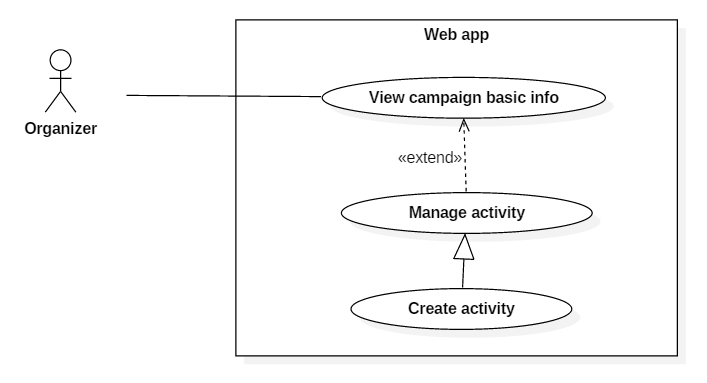 Web app
View campaign basic info
Organizer
«extend»
Manage activity
Create activity